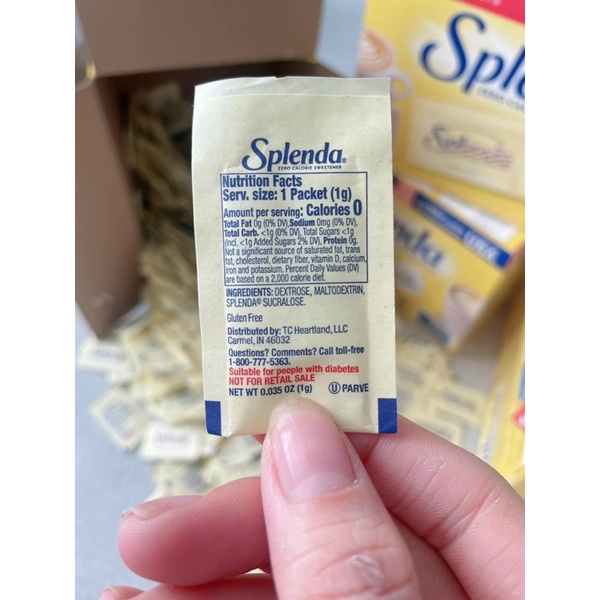 Splenda®
ZERO CALORIE SWEETENER
Nutrition Facts
Serv. size: 1 Packet (1g)
Amount per serving: Calories 0
Total Fat 0g (0% DV), Sodium 0mg (0% DV),
Total Carb. <1g (0% DV), Total Sugars <1g
(Incl. <1g Added Sugars 2% DV), Protein 0g.
Not a significant source of saturated fat, trans
fat, cholesterol, dietary fiber, vitamin D, calcium,
iron and potassium. Percent Daily Values (DV)
are based on a 2,000 calorie diet.
INGREDIENTS: DEXTROSE, MALTODEXTRIN,
SPLENDA® SUCRALOSE.
Gluten Free
Distributed by: TC Heartland, LLC
Carmel, IN 46032
Questions? Comments? Call toll-free
1-800-777-5363.
Suitable for people with diabetes
NOT FOR RETAIL SALE
NET WT 0.035 OZ (1g) Ⓤ PARVE
Sple
enda